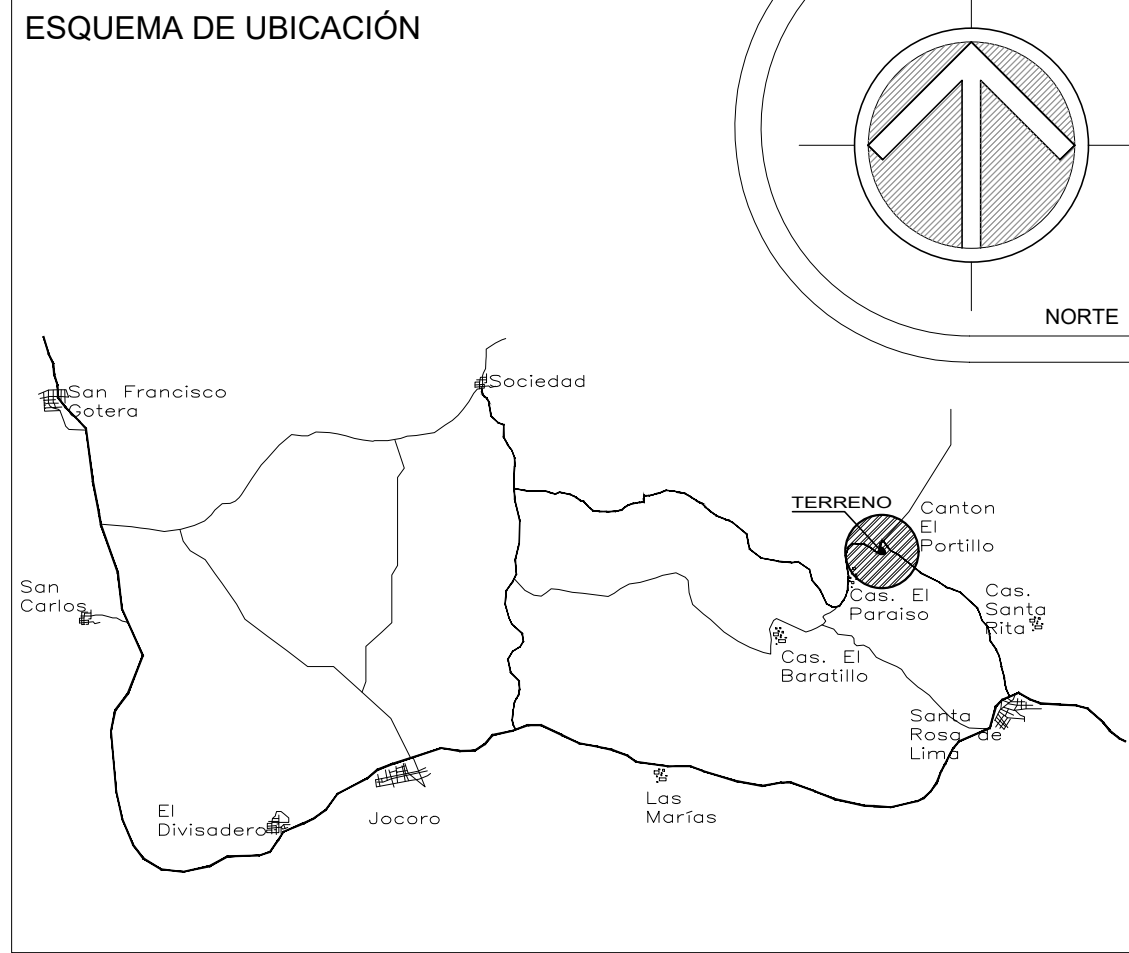 ESQUEMA DE UBICACIÓN
NORTE
San Francisco
Gotera
Sociedad
TERRENO
Canton
El
Portillo
San
Carlos
Cas. El
Paraiso
Cas.
Santa
Rita
Cas. El
Baratillo
Santa
Rosa de
Lima
El
Divisadero
Jocoro
Las
Marías